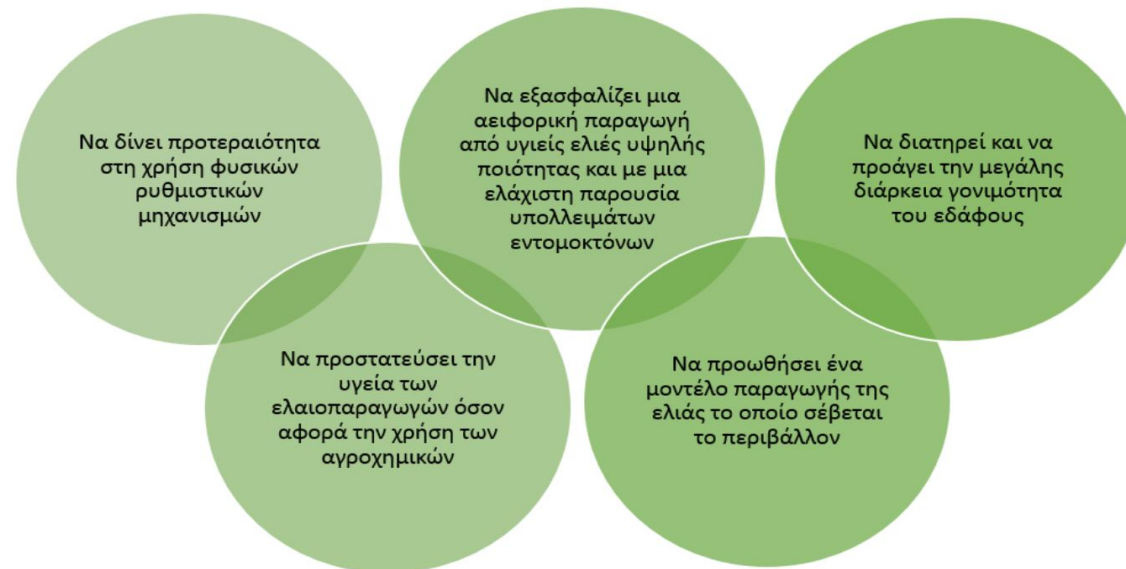 Να δίνει προτεραιότητα
στη χρήση φυσικών
ρυθμιστικών
μηχανισμών
Να προστατεύσει την
υγεία των
ελαιοπαραγωγών όσον
αφορά την χρήση των
αγροχημικών
Να εξασφαλίζει μια
αειφορική παραγωγή
από υγιείς ελιές υψηλής
ποιότητας και με μια
ελάχιστη παρουσία
υπολλειμάτων
εντομοκτόνων
Να προωθήσει ένα
μοντέλο παραγωγής της
ελιάς το οποίο σέβεται
το περιβάλλον
Να διατηρεί και να
προάγει την μεγάλης
διάρκεια γονιμότητα
του εδάφους